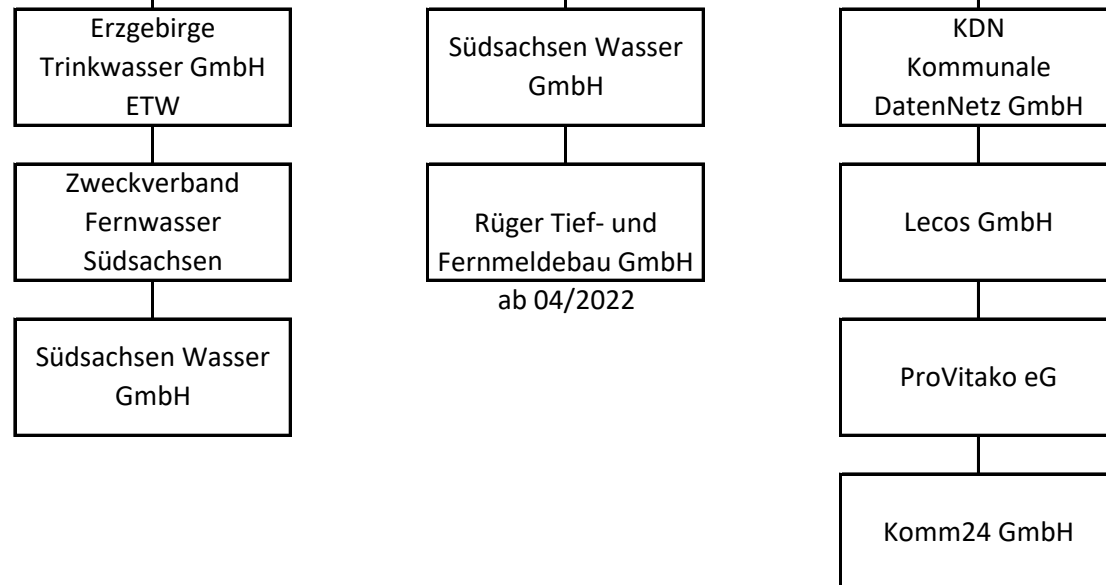 Erzgebirge
Trinkwasser GmbH
ETW
Zweckverband
Fernwasser
Südsachsen
Südsachsen Wasser
GmbH
Südsachsen Wasser
GmbH
Rüger Tief- und
Fernmeldebau GmbH
ab 04/2022
KDN
Kommunale
DatenNetz GmbH
Lecos GmbH
ProVitako eG
Komm24 GmbH